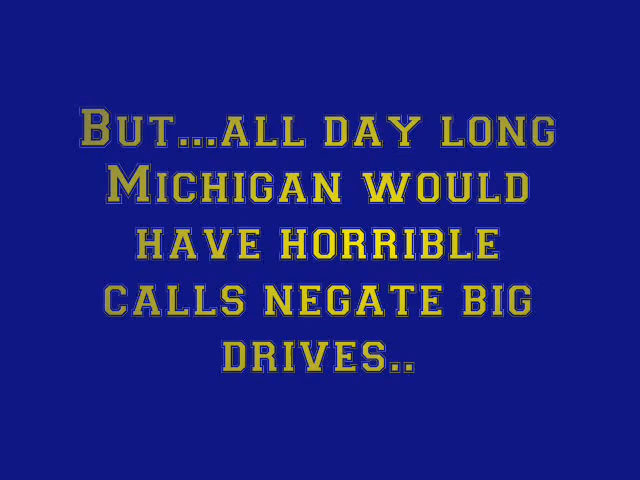 But...all day long
Michigan would
have horrible
calls negate big
drives..